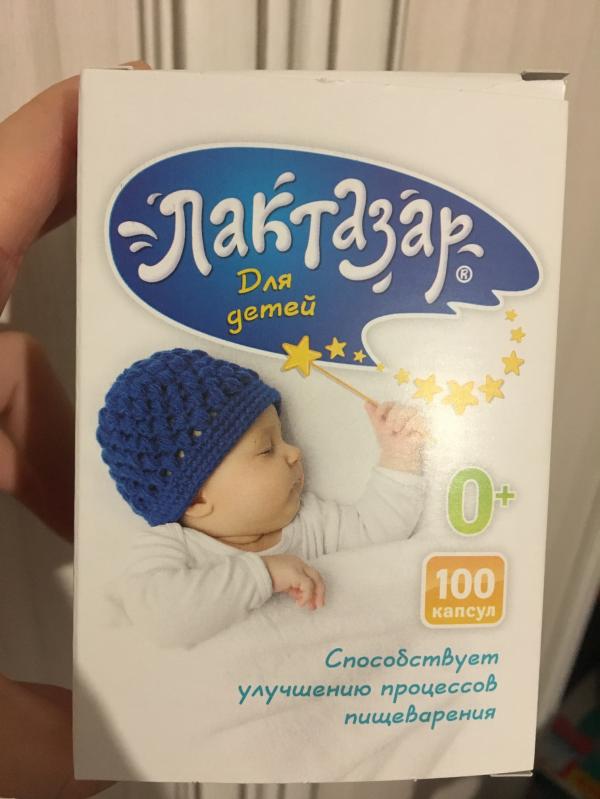 Лактазар®
Для
детей
0+
100
капсул
Способствует
улучшению процессов
пищеварения